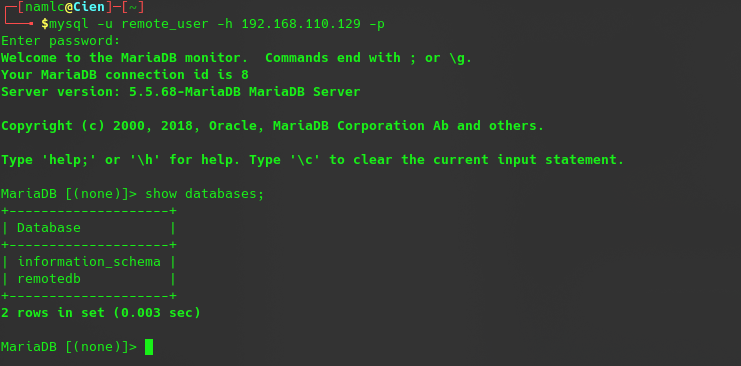 ┌─[namlc@Cien]─[~]
└──╼ $mysql -u remote_user -h 192.168.110.129 -p
Enter password:
Welcome to the MariaDB monitor.  Commands end with ; or \g.
Your MariaDB connection id is 8
Server version: 5.5.68-MariaDB MariaDB Server

Copyright (c) 2000, 2018, Oracle, MariaDB Corporation Ab and others.

Type 'help;' or '\h' for help. Type '\c' to clear the current input statement.

MariaDB [(none)]> show databases;
+--------------------+
| Database           |
+--------------------+
| information_schema |
| remotedb           |
+--------------------+
2 rows in set (0.003 sec)

MariaDB [(none)]>